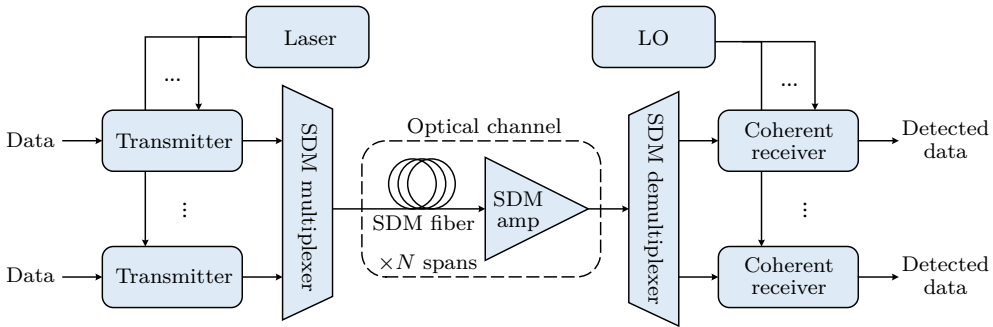 Laser
LO
...
...
Optical channel
Data
Transmitter
SDM multiplexer
SDM demultiplexer
Coherent
receiver
Detected
data
SDM fiber
SDM
amp
×N spans
⋮
⋮
Data
Transmitter
Coherent
receiver
Detected
data